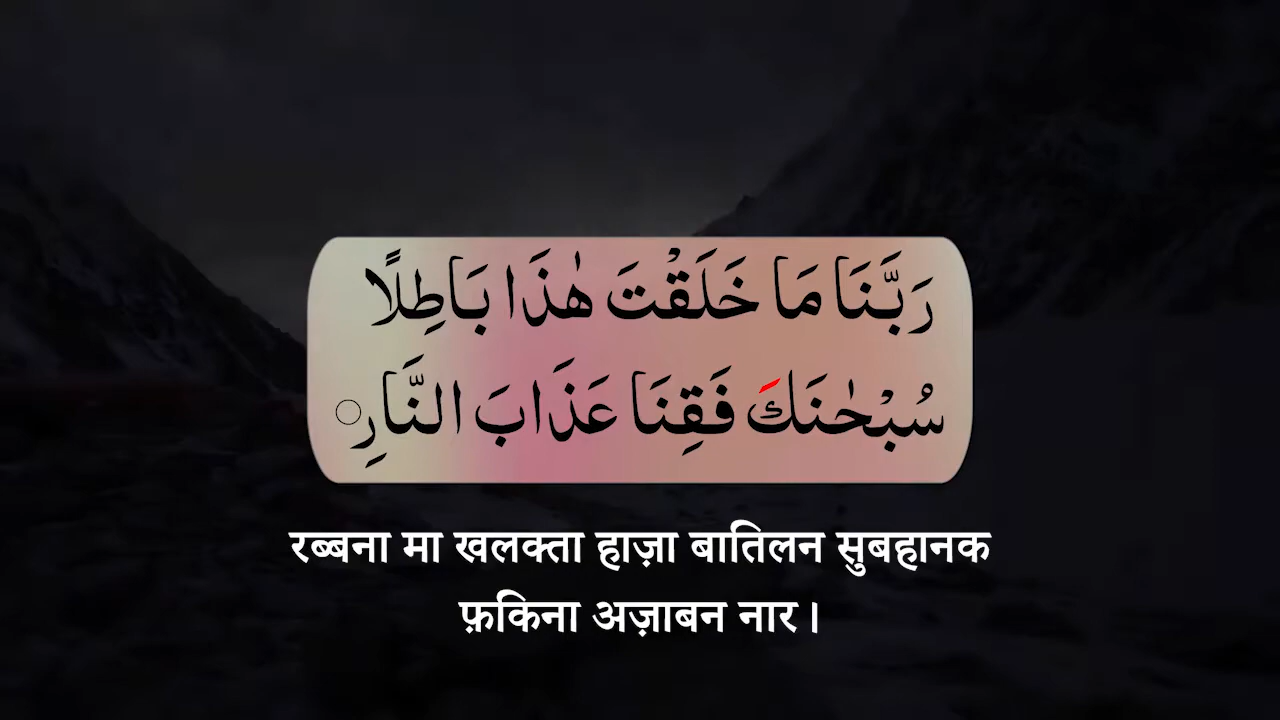 رَبَّنَا مَا خَلَقْتَ هٰذَا بَاطِلًا
سُبْحٰنَكَ فَقِنَا عَذَابَ النَّارِ
रब्बना मा खलक्ता हाज़ा बातिलन सुबहानक
फ़किना अज़ाबन नार।